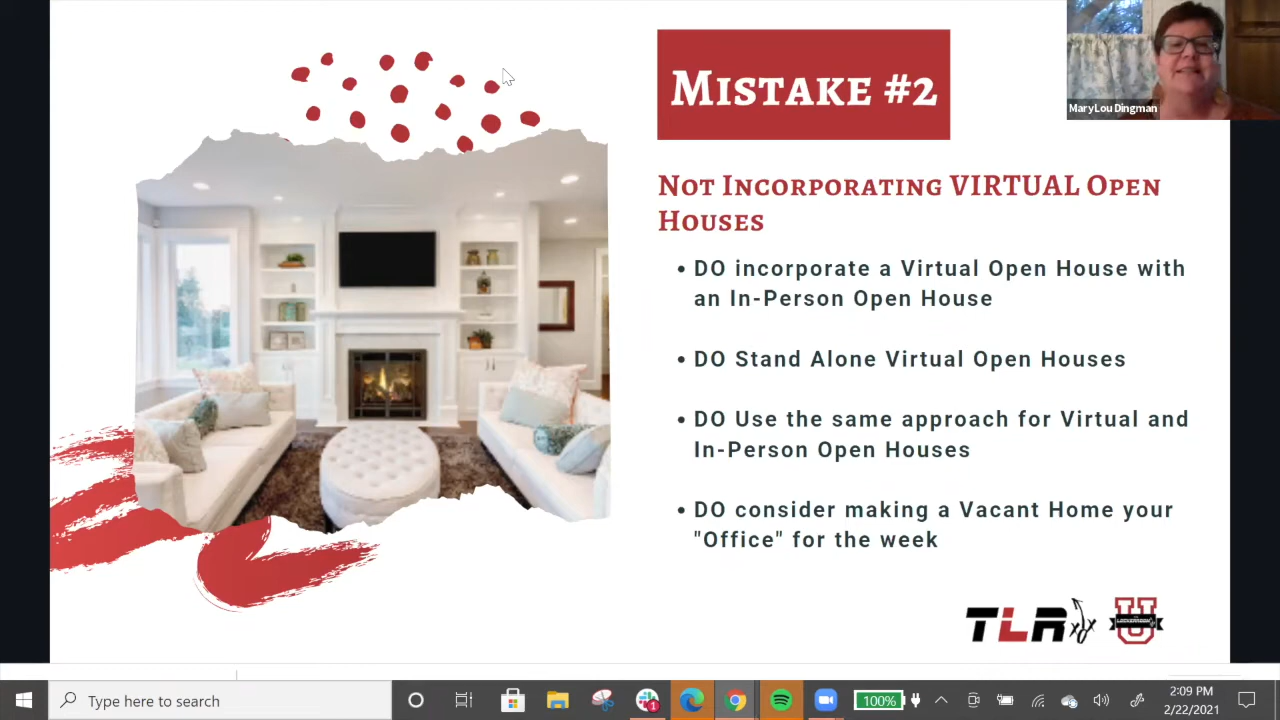 Mistake #2
MaryLou Dingman
Not Incorporating VIRTUAL Open
Houses
• DO incorporate a Virtual Open House with
an In-Person Open House
• DO Stand Alone Virtual Open Houses
• DO Use the same approach for Virtual and
In-Person Open Houses
• DO consider making a Vacant Home your
"Office" for the week
TLR
U
LOCKERROOM
Type here to search
1
100%
2:09 PM
2/22/2021